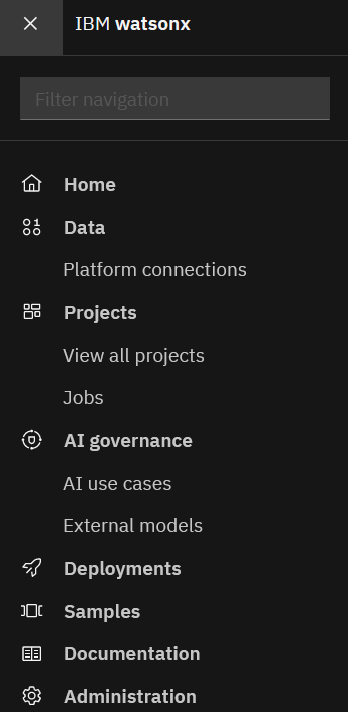 IBM watsonx
Filter navigation
Home
Data
Platform connections
Projects
View all projects
Jobs
AI governance
AI use cases
External models
Deployments
Samples
Documentation
Administration